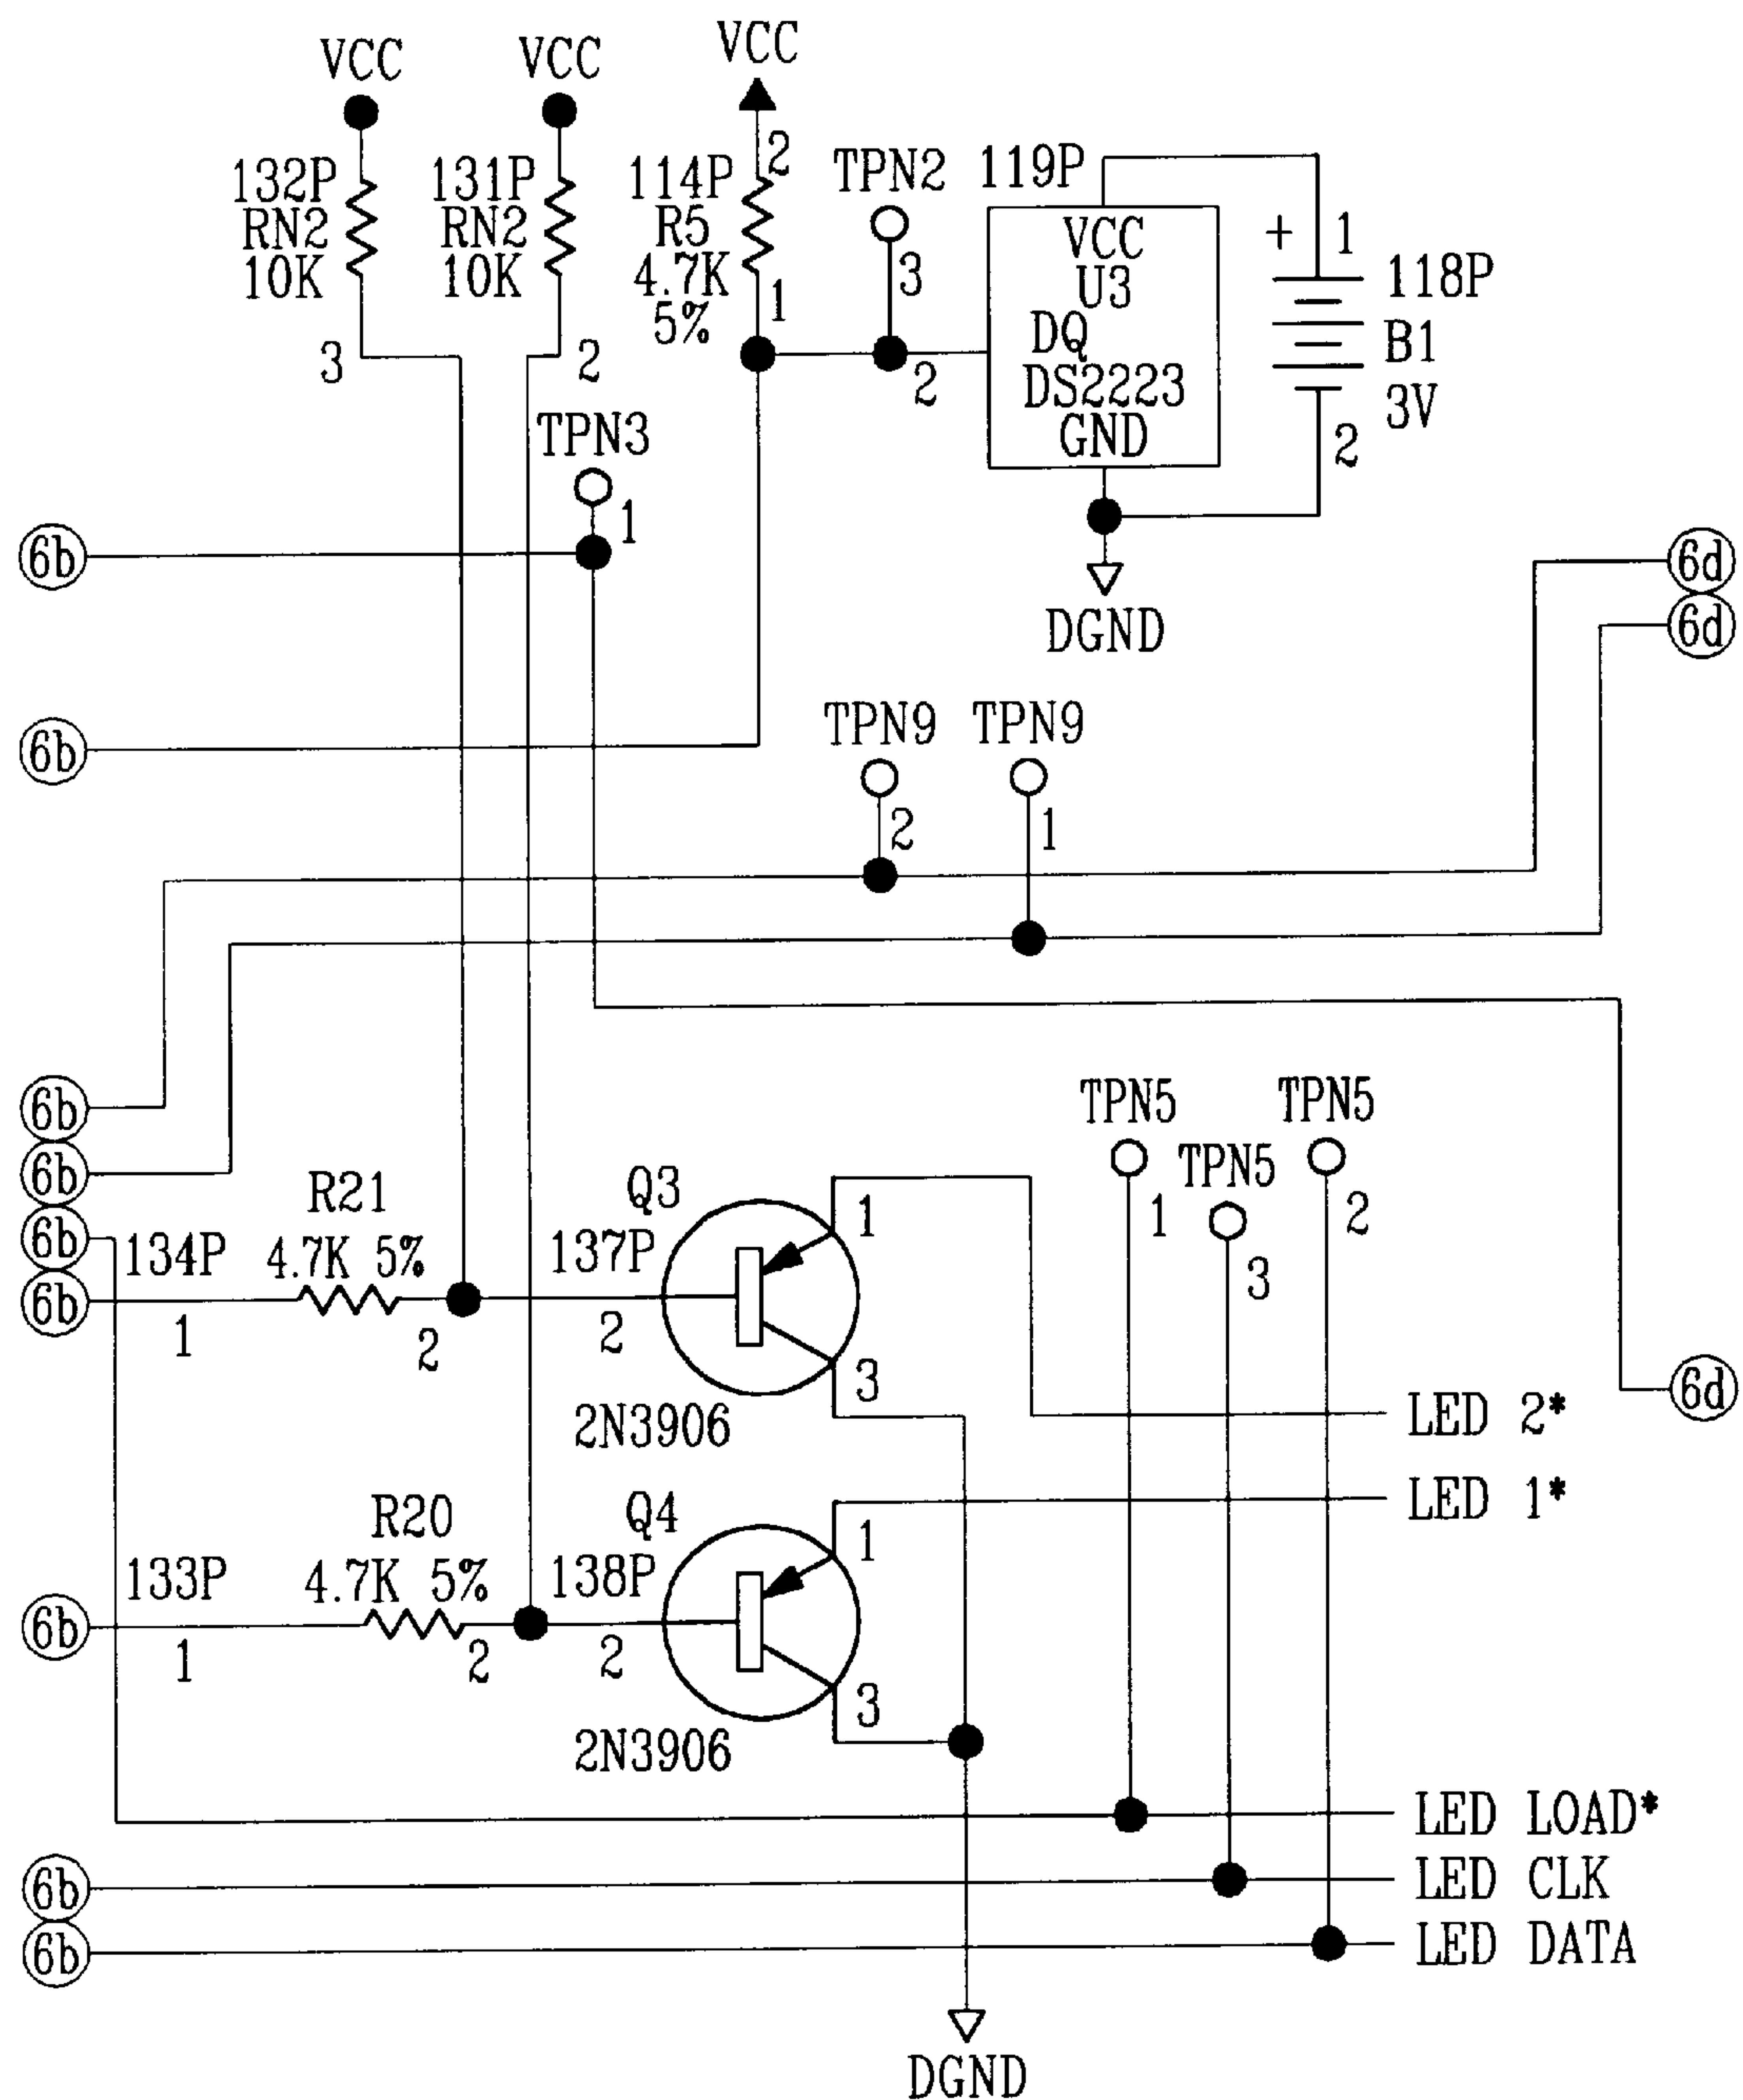 VCC
VCC
VCC
132P
RN2
10K
3
131P
RN2
10K
2
2
114P
R5
4.7K
5%
1
TPN2
3
2
119P
VCC
U3
DQ
DS2223
GND
+ 1
118P
B1
3V
2
DGND
TPN3
1
6b
6d
6d
6b
TPN9
2
TPN9
1
6b
6b
6b
6b
134P
1
R21
4.7K 5%
2
Q3
137P
2
1
3
2N3906
TPN5
1
TPN5
3
TPN5
2
6d
LED 2*
LED 1*
6b
133P
1
R20
4.7K 5%
2
Q4
138P
2
1
3
2N3906
LED LOAD*
6b
LED CLK
6b
LED DATA
DGND